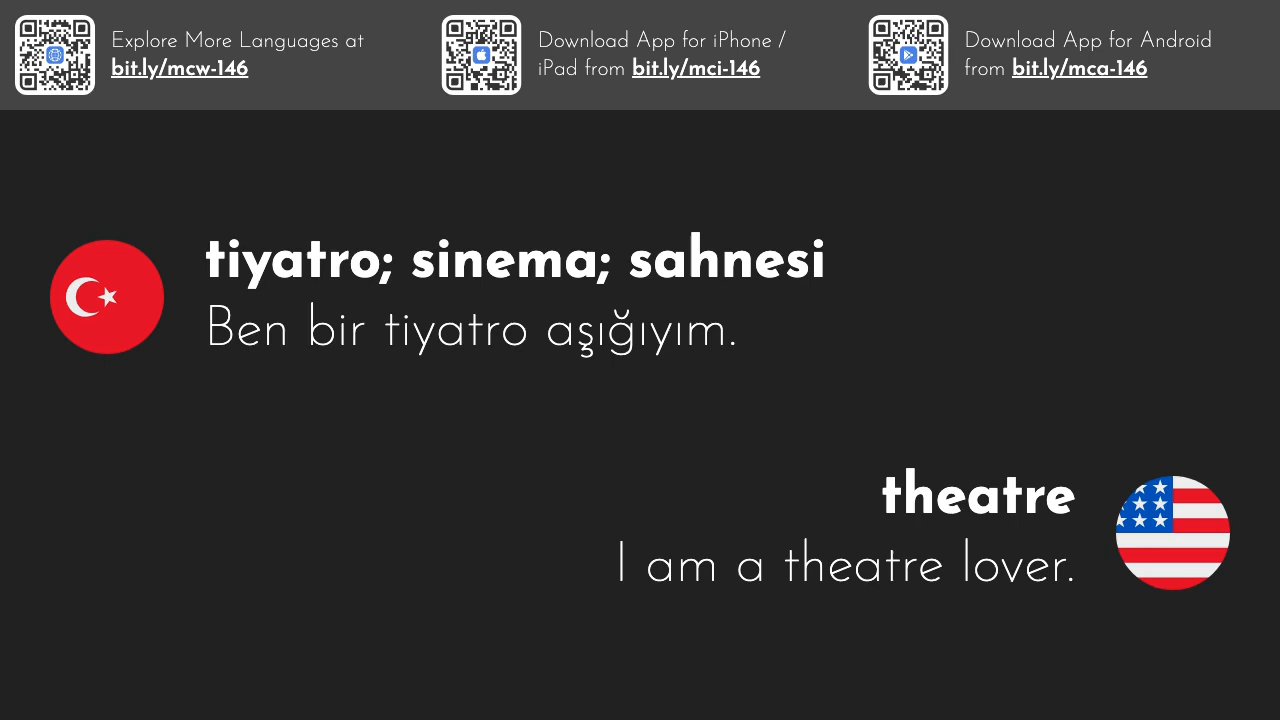 Explore More Languages at
bit.ly/mcw-146
Download App for iPhone /
iPad from bit.ly/mci-146
Download App for Android
from bit.ly/mca-146
tiyatro; sinema; sahnesi
Ben bir tiyatro aşığıyım.
theatre
I am a theatre lover.